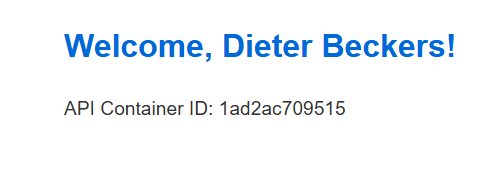 Welcome, Dieter Beckers!
API Container ID: 1ad2ac709515